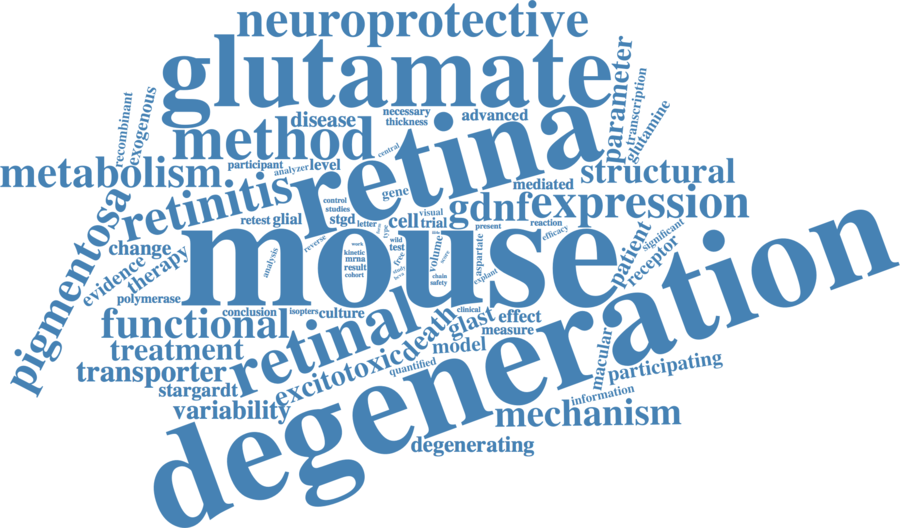 neuroprotective
glutamate
recombinant
exogenous
disease
necessary
thickness
advanced
parameter
transcription
glutamine
method
retina
metabolism
participant
analyzer
level
central
mediated
structural
retinitis
control
studies
gene
gdnf
expression
pigmentosa
retest
glial
stgd
letter
cell
visual
trial
present
reaction
efficacy
patient
significant
receptor
change
evidence
therapy
polymerase
mouse
analysis
reverse
type
work
kinetic
mrna
result
cohort
wild
test
free
study
bcva
volume
chain
safety
aspartate
explant
degeneration
conclusion
isopters
culture
functional
retinal
death
clinical
glast
effect
measure
treatment
model
transporter
excitotoxic
quantified
macular
participating
stargardt
information
variability
mechanism
degenerating